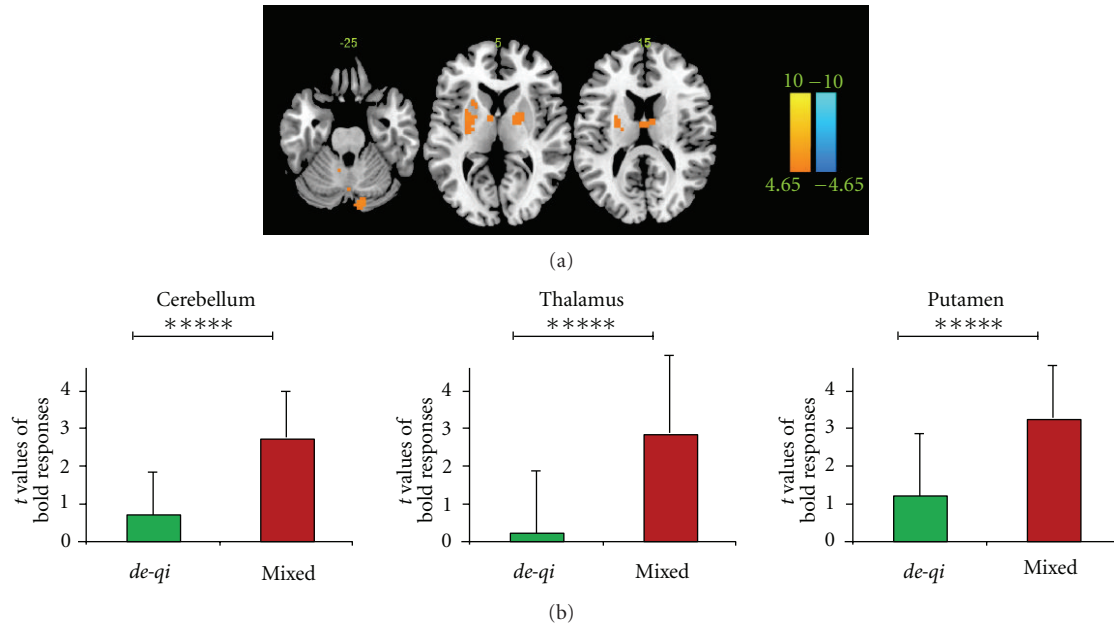 -25
5
15
10 −10
4.65 −4.65
(a)
Cerebellum
*****
t values of
bold responses
4
3
2
1
0
de-qi Mixed
Thalamus
*****
t values of
bold responses
4
3
2
1
0
de-qi Mixed
Putamen
*****
t values of
bold responses
4
3
2
1
0
de-qi Mixed
(b)